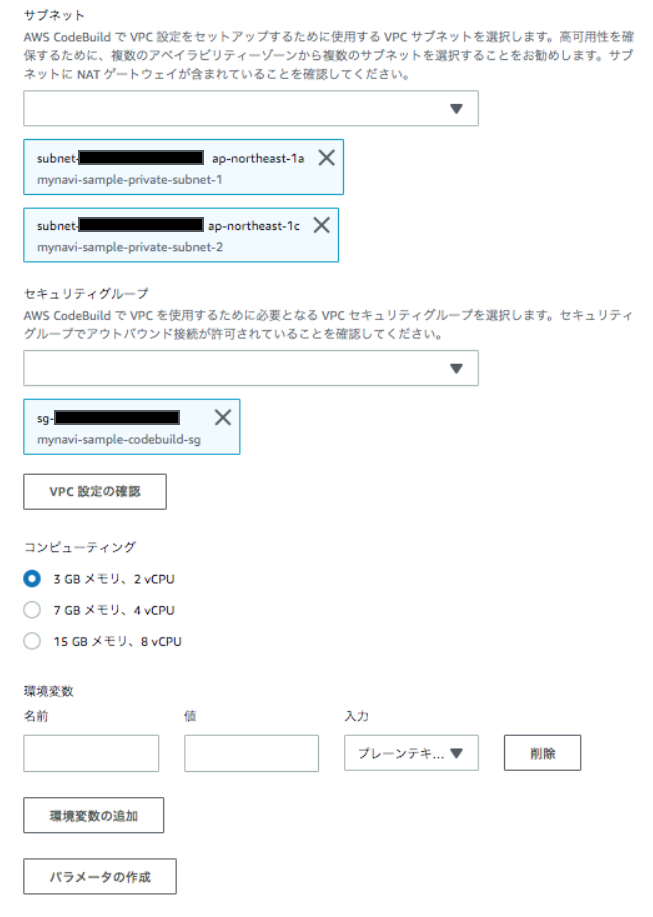 サブネット
AWS CodeBuild で VPC 設定をセットアップするために使用する VPC サブネットを選択します。高可用性を確
保するために、複数のアベイラビリティーゾーンから複数のサブネットを選択することをお勧めします。サブ
ネットに NAT ゲートウェイが含まれていることを確認してください。
subnet- ap-northeast-1a
mynavi-sample-private-subnet-1
subnet- ap-northeast-1c
mynavi-sample-private-subnet-2
セキュリティグループ
AWS CodeBuild で VPC を使用するために必要となる VPC セキュリティグループを選択します。セキュリティ
グループでアウトバウンド接続が許可されていることを確認してください。
sg-
mynavi-sample-codebuild-sg
VPC 設定の確認
コンピューティング
3 GB メモリ、2 vCPU
7 GB メモリ、4 vCPU
15 GB メモリ、8 vCPU
環境変数
名前 値 入力
プレーンテキ... 削除
環境変数の追加
パラメータの作成